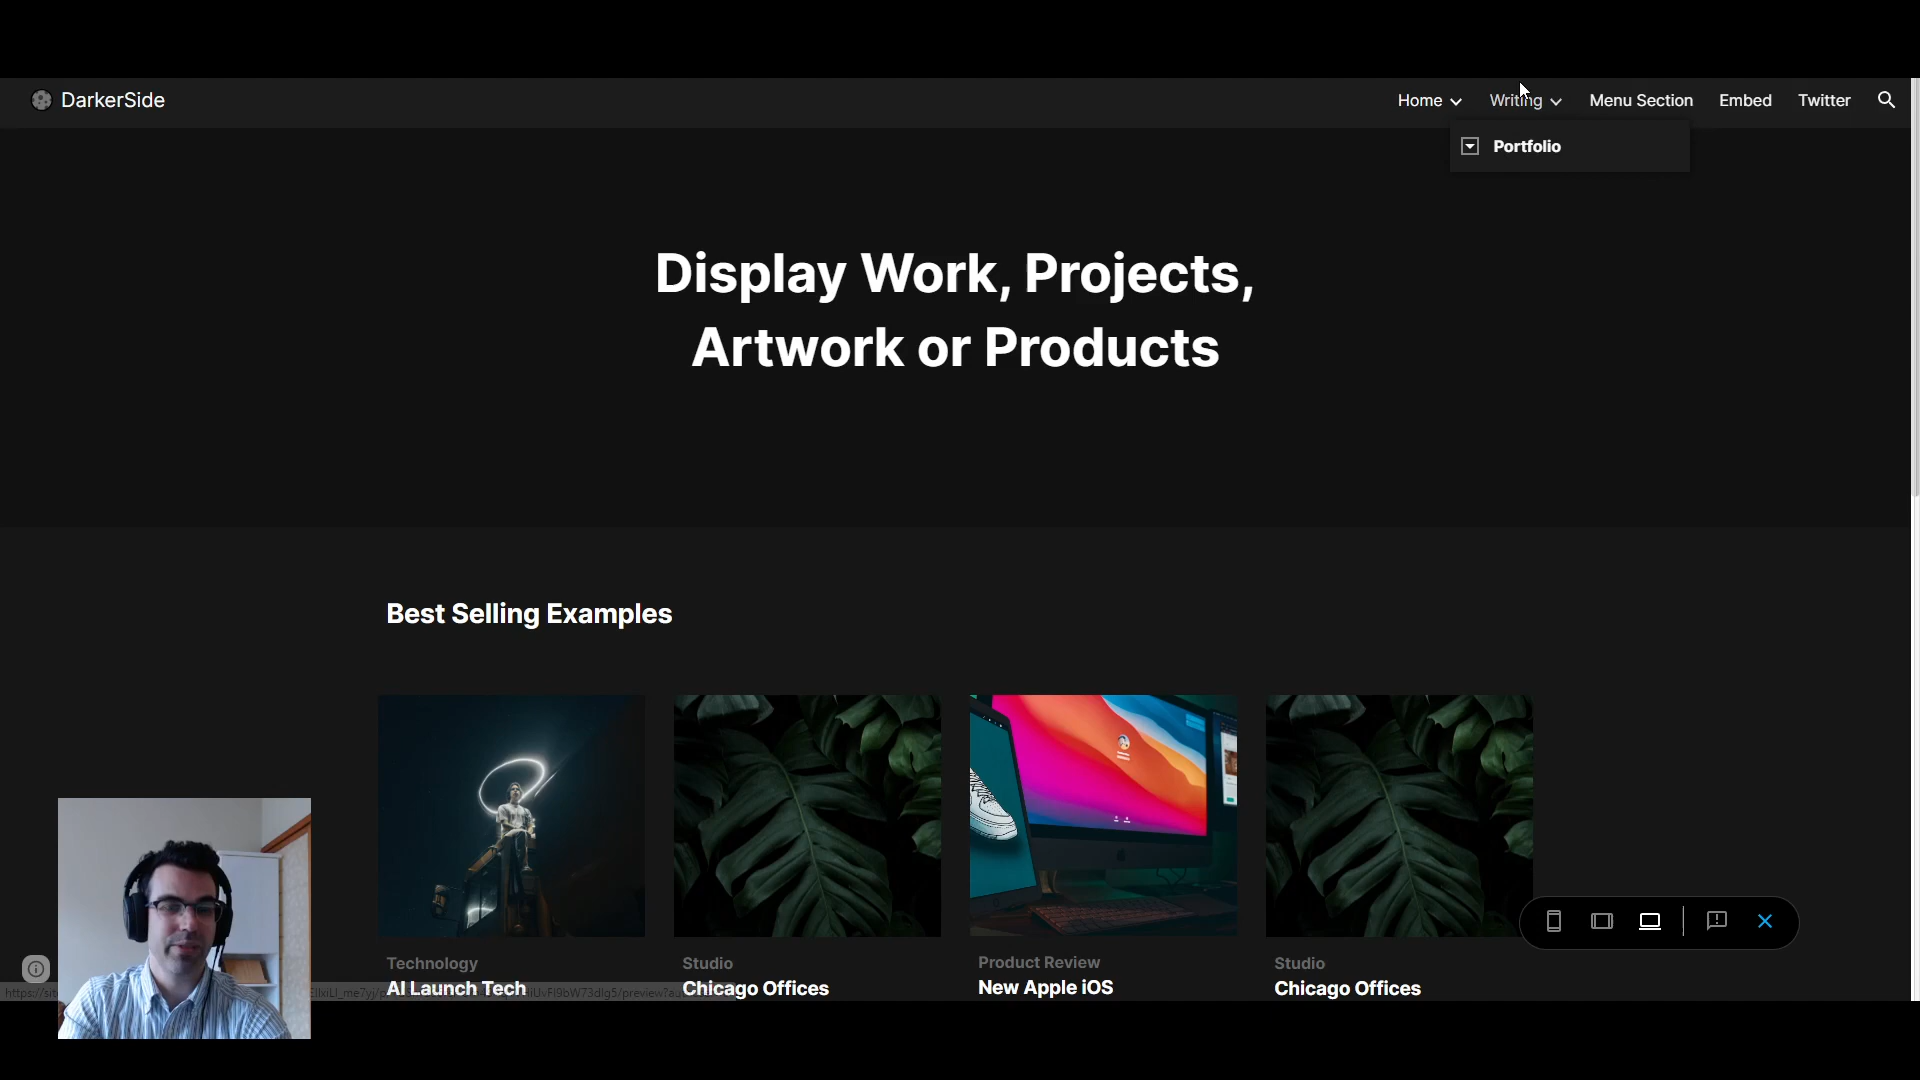 DarkerSide
Home Writing Menu Section Embed Twitter
Portfolio
Display Work, Projects,
Artwork or Products
Best Selling Examples
Technology
AI Launch Tech
Studio
Chicago Offices
Product Review
New Apple iOS
Studio
Chicago Offices